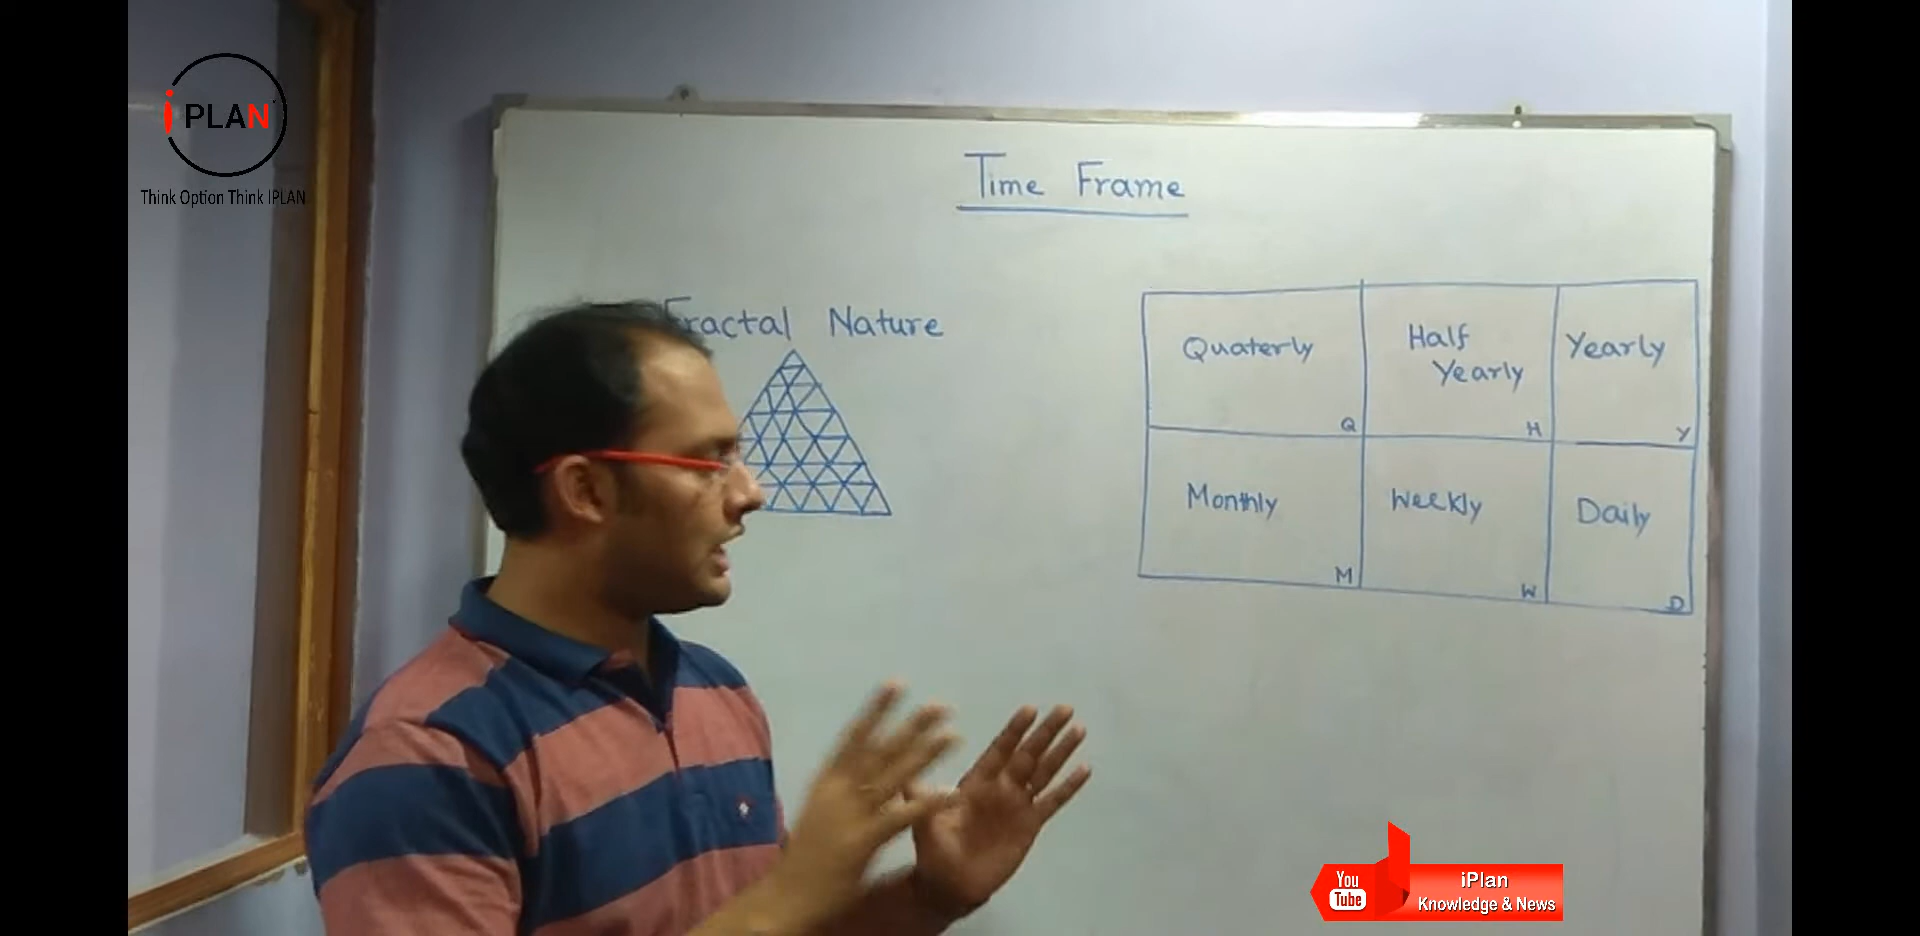 i PLAN
Think Option Think IPLAN
Time Frame
Fractal Nature
Quaterly
Q
Half
Yearly
H
Yearly
Y
Monthly
M
Weekly
W
Daily
D
You
Tube
iPlan
Knowledge & News